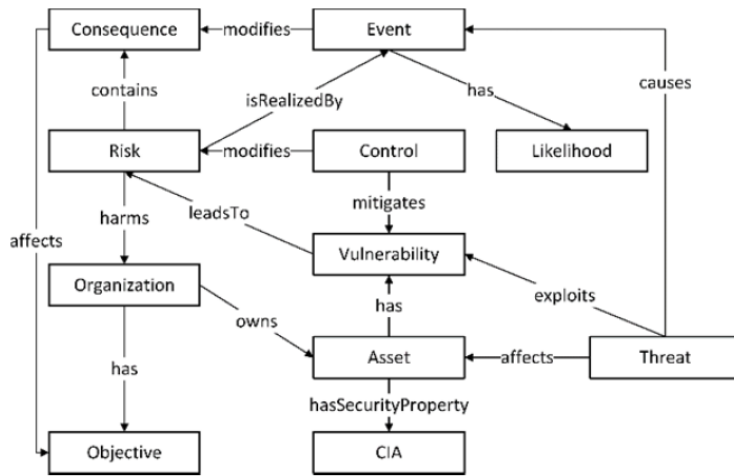 Consequence
modifies
Event
contains
isRealizedBy
has
causes
Risk
modifies
Control
Likelihood
harms
leadsTo
mitigates
affects
Vulnerability
Organization
owns
has
exploits
has
Asset
affects
Threat
hasSecurityProperty
Objective
CIA